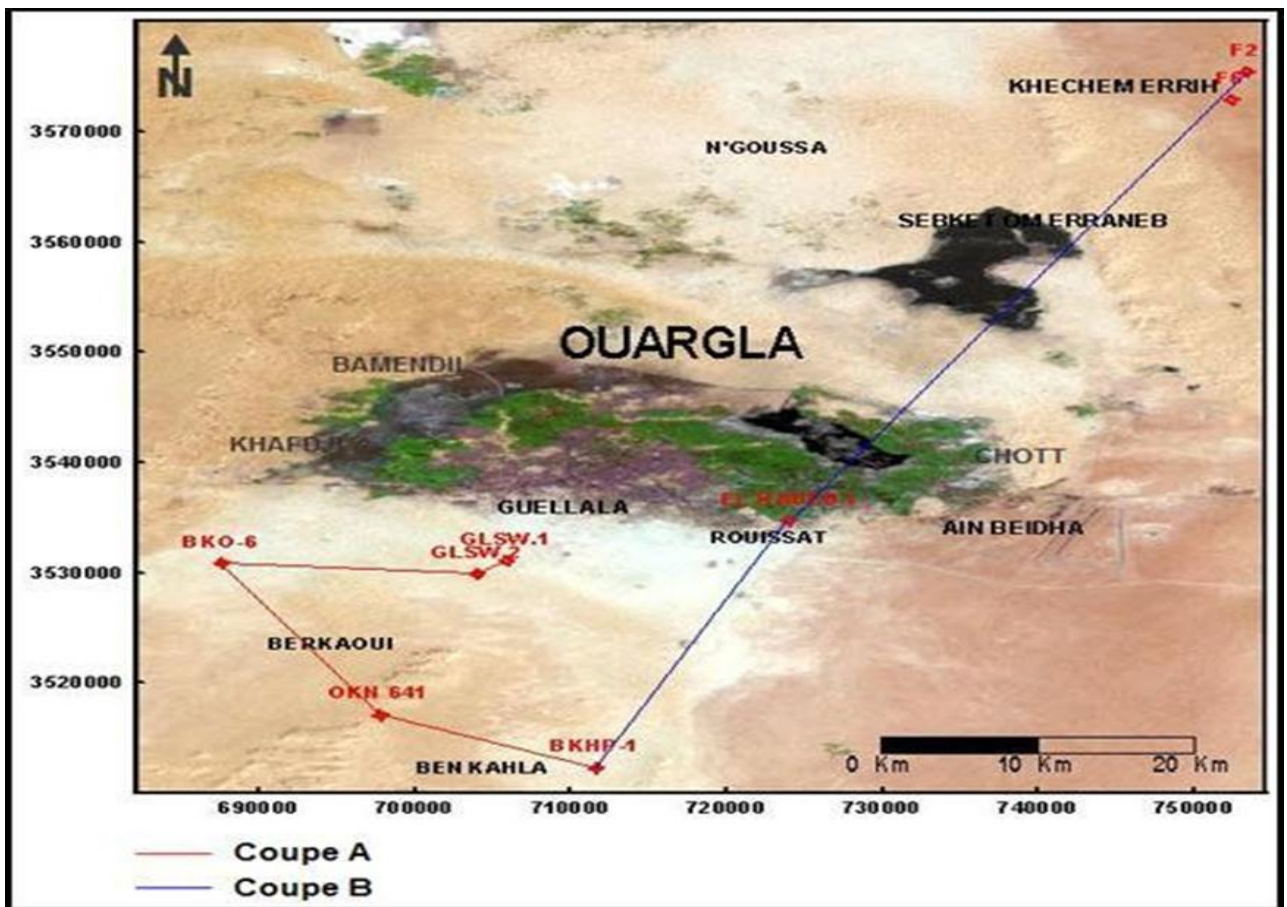 N
F2
F6
KHECHEM ERRIH
3570000
N'GOUSSA
SEBKET OM ERRANEB
3560000
3550000
OUARGLA
BAMENDIL
3540000
CHOTT
GUELLALA
ROUISSAT
AIN BEIDHA
BKO-6
GLSW.1
GLSW.2
3530000
BERKAOUI
3520000
OKN 641
BKHP-1
BEN KAHLA
0 Km 10 Km 20 Km
690000 700000 710000 720000 730000 740000 750000
Coupe A
Coupe B